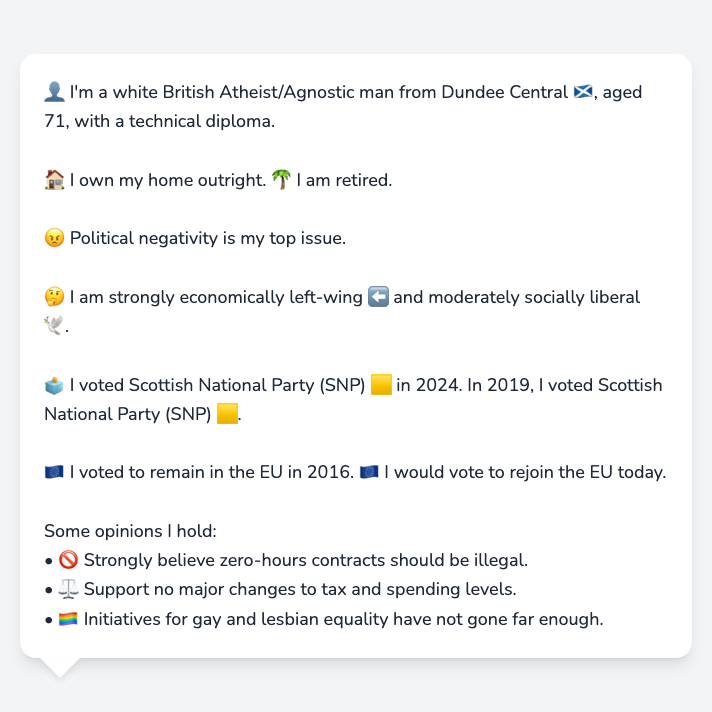 👤 I'm a white British Atheist/Agnostic man from Dundee Central 🏴󠁧󠁢󠁳󠁣󠁴󠁿, aged
71, with a technical diploma.
🏠 I own my home outright. 🌴 I am retired.
😠 Political negativity is my top issue.
🤔 I am strongly economically left-wing ⬅️ and moderately socially liberal
🕊️.
🗳️ I voted Scottish National Party (SNP) 🟨 in 2024. In 2019, I voted Scottish
National Party (SNP) 🟨.
🇪🇺 I voted to remain in the EU in 2016. 🇪🇺 I would vote to rejoin the EU today.
Some opinions I hold:
• 🚫 Strongly believe zero-hours contracts should be illegal.
• ⚖️ Support no major changes to tax and spending levels.
• 🏳️‍🌈 Initiatives for gay and lesbian equality have not gone far enough.